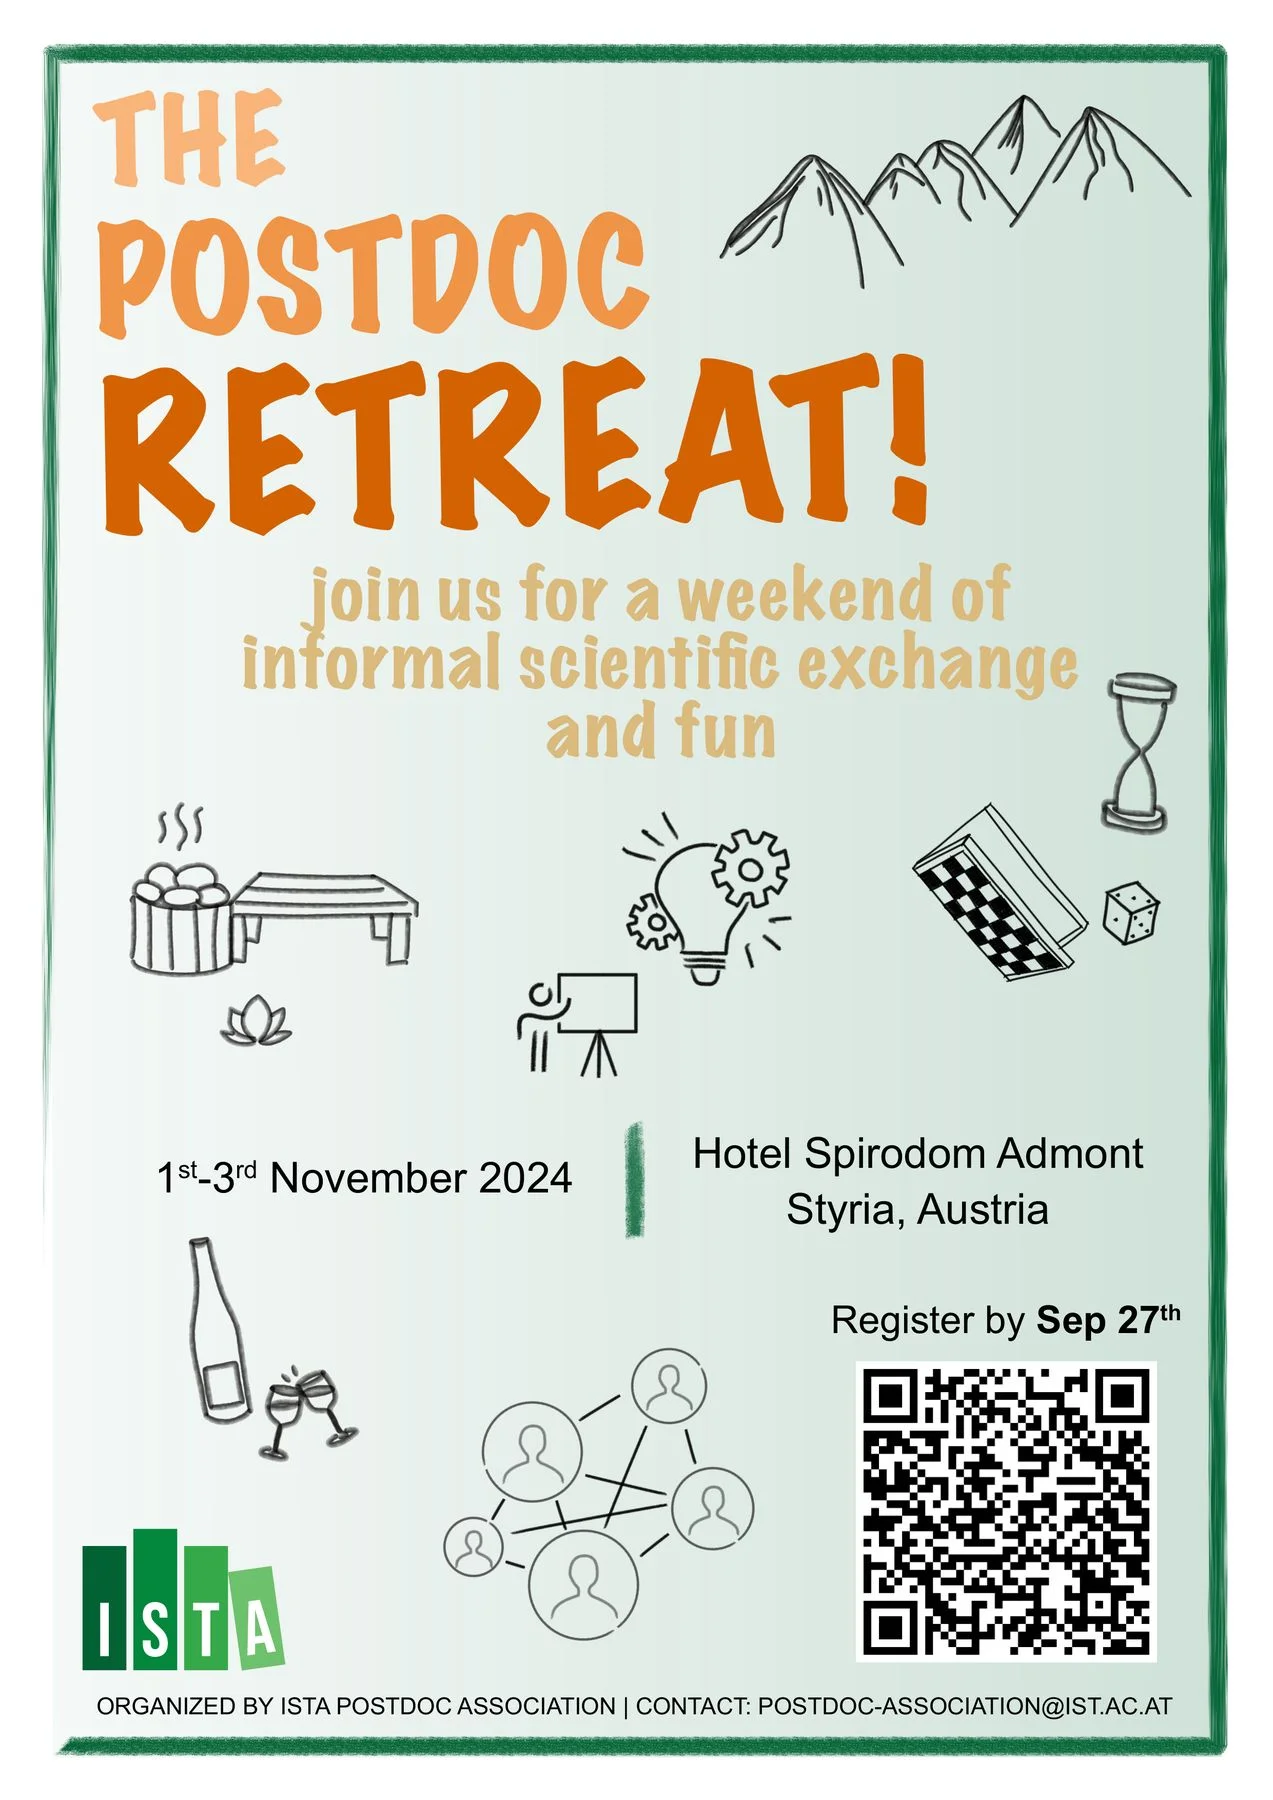 THE
POSTDOC
RETREAT!
join us for a weekend of
informal scientific exchange
and fun
1st-3rd November 2024
Hotel Spirodom Admont
Styria, Austria
Register by Sep 27th
ISTA
ORGANIZED BY ISTA POSTDOC ASSOCIATION | CONTACT: POSTDOC-ASSOCIATION@IST.AC.AT